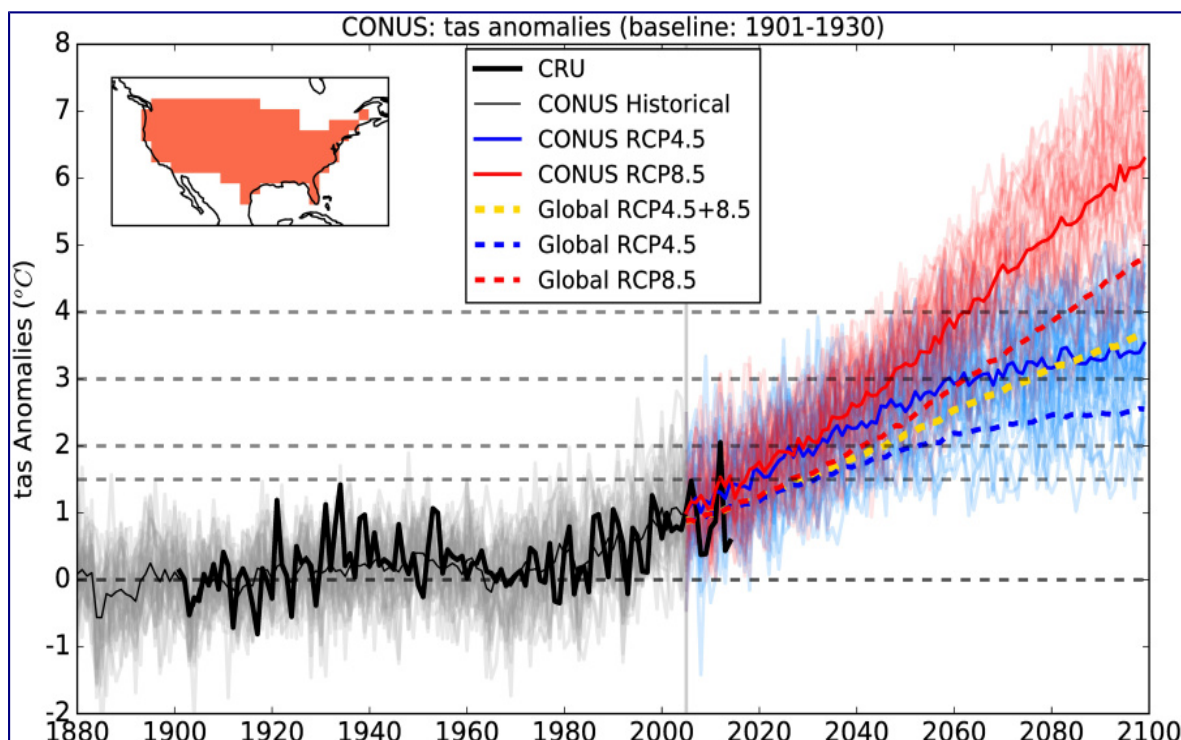 CONUS: tas anomalies (baseline: 1901-1930)
8
7
6
5
4
3
2
1
0
-1
-2
tas Anomalies (°C)
CRU
CONUS Historical
CONUS RCP4.5
CONUS RCP8.5
Global RCP4.5+8.5
Global RCP4.5
Global RCP8.5
1880 1900 1920 1940 1960 1980 2000 2020 2040 2060 2080 2100